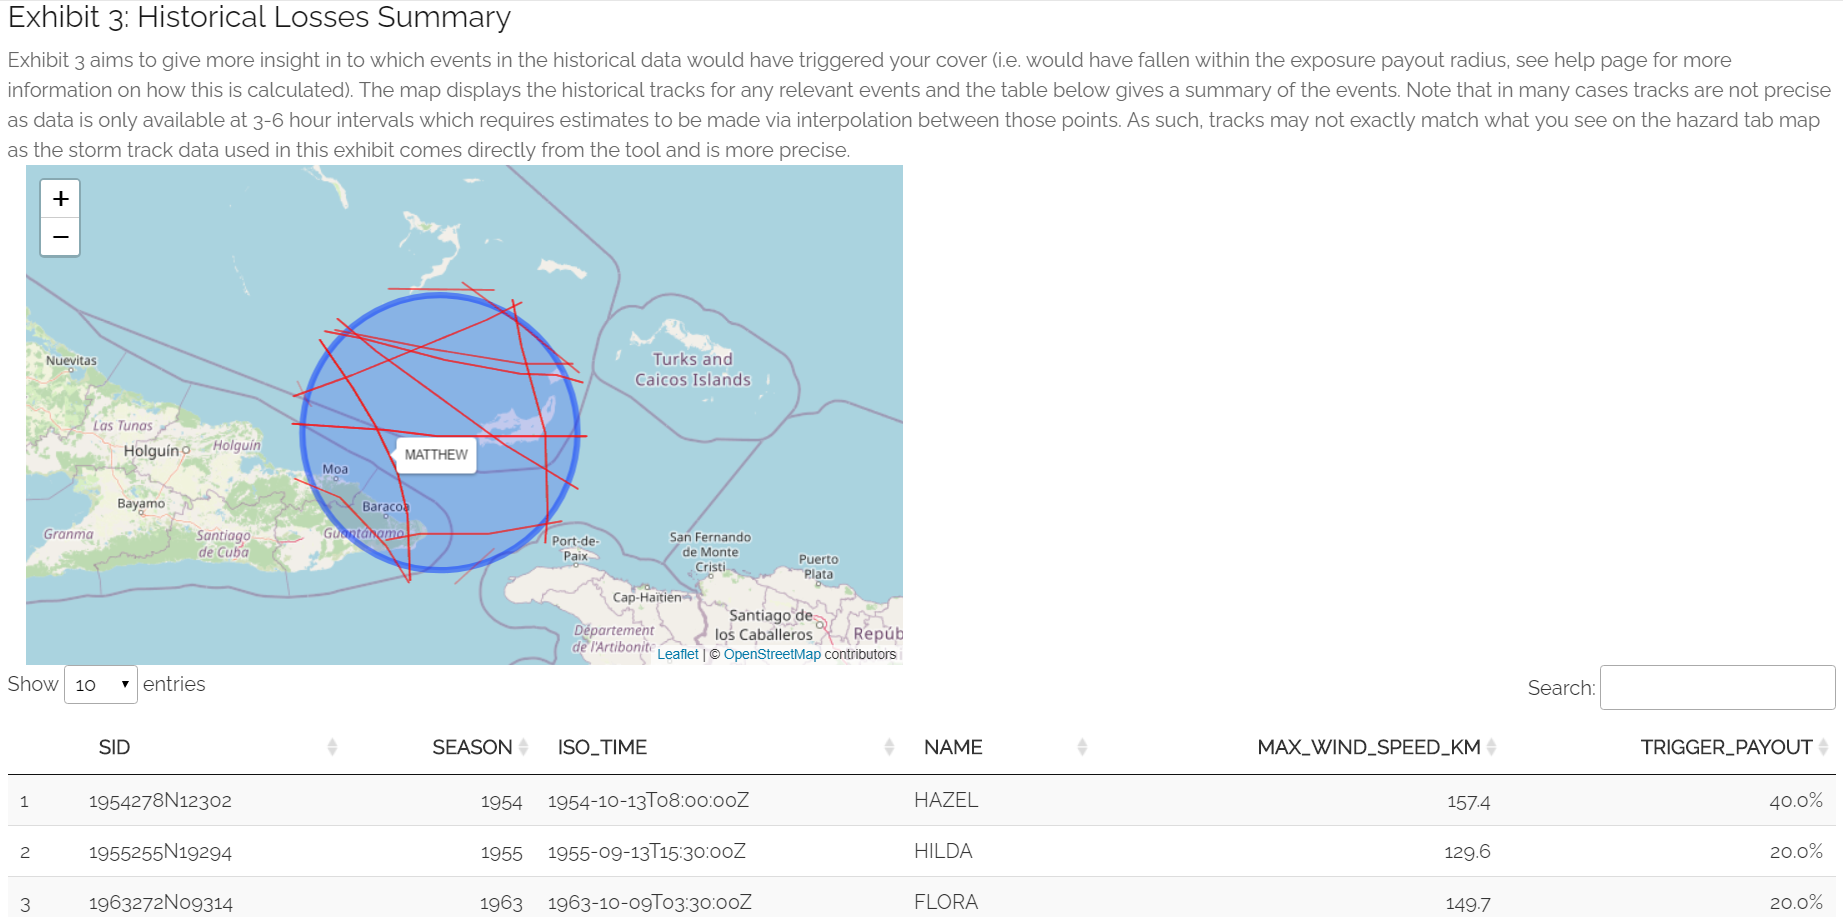 Exhibit 3: Historical Losses Summary
Exhibit 3 aims to give more insight in to which events in the historical data would have triggered your cover (i.e. would have fallen within the exposure payout radius, see help page for more
information on how this is calculated). The map displays the historical tracks for any relevant events and the table below gives a summary of the events. Note that in many cases tracks are not precise
as data is only available at 3-6 hour intervals which requires estimates to be made via interpolation between those points. As such, tracks may not exactly match what you see on the hazard tab map
as the storm track data used in this exhibit comes directly from the tool and is more precise.
+
−
Nuevitas
Turks and
Caicos Islands
Las Tunas
Holguín
Holguín
MATTHEW
Moa
Bayamo
Baracoa
Granma
Santiago
de Cuba
Guantánamo
Port-de-
Paix
San Fernando
de Monte
Cristi
Puerto
Plata
Cap-Haïtien
Santiago de
los Caballeros
Département
de l'Artibonite
Repúb
Leaflet | © OpenStreetMap contributors
Show 10 entries
Search:
SID SEASON ISO_TIME NAME MAX_WIND_SPEED_KM TRIGGER_PAYOUT
1 1954278N12302 1954 1954-10-13T08:00:00Z HAZEL 157.4 40.0%
2 1955255N19294 1955 1955-09-13T15:30:00Z HILDA 129.6 20.0%
3 1963272N09314 1963 1963-10-09T03:30:00Z FLORA 149.7 20.0%